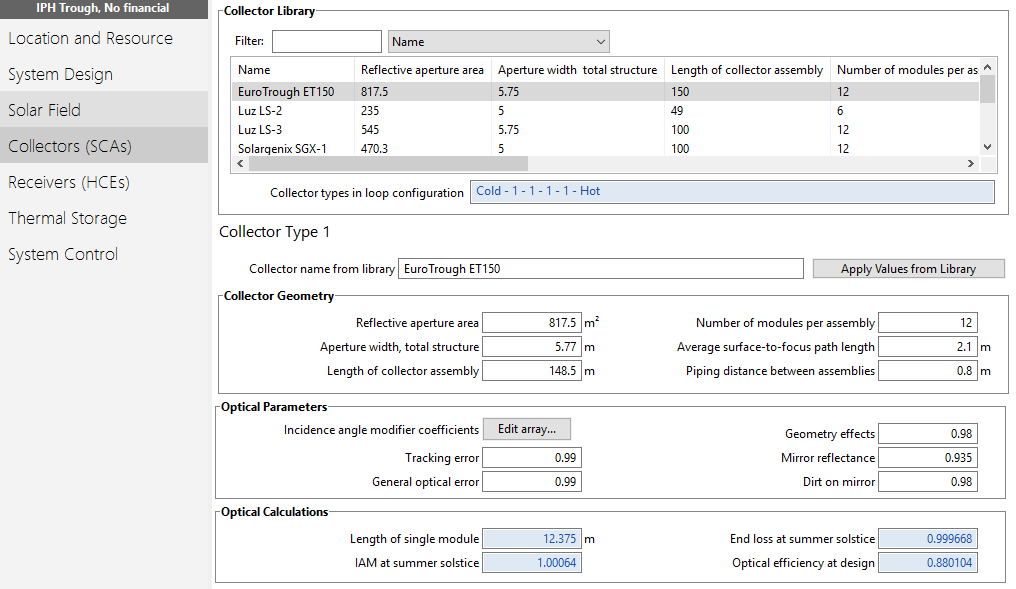 IPH Trough, No financial
Location and Resource
System Design
Solar Field
Collectors (SCAs)
Receivers (HCEs)
Thermal Storage
System Control
Collector Library
Filter: Name
Name Reflective aperture area Aperture width total structure Length of collector assembly Number of modules per as
EuroTrough ET150 817.5 5.75 150 12
Luz LS-2 235 5 49 6
Luz LS-3 545 5.75 100 12
Solargenix SGX-1 470.3 5 100 12
Collector types in loop configuration Cold - 1 - 1 - 1 - 1 - Hot
Collector Type 1
Collector name from library EuroTrough ET150 Apply Values from Library
Collector Geometry
Reflective aperture area 817.5 m² Number of modules per assembly 12
Aperture width, total structure 5.77 m Average surface-to-focus path length 2.1 m
Length of collector assembly 148.5 m Piping distance between assemblies 0.8 m
Optical Parameters
Incidence angle modifier coefficients Edit array... Geometry effects 0.98
Tracking error 0.99 Mirror reflectance 0.935
General optical error 0.99 Dirt on mirror 0.98
Optical Calculations
Length of single module 12.375 m End loss at summer solstice 0.999668
IAM at summer solstice 1.00064 Optical efficiency at design 0.880104